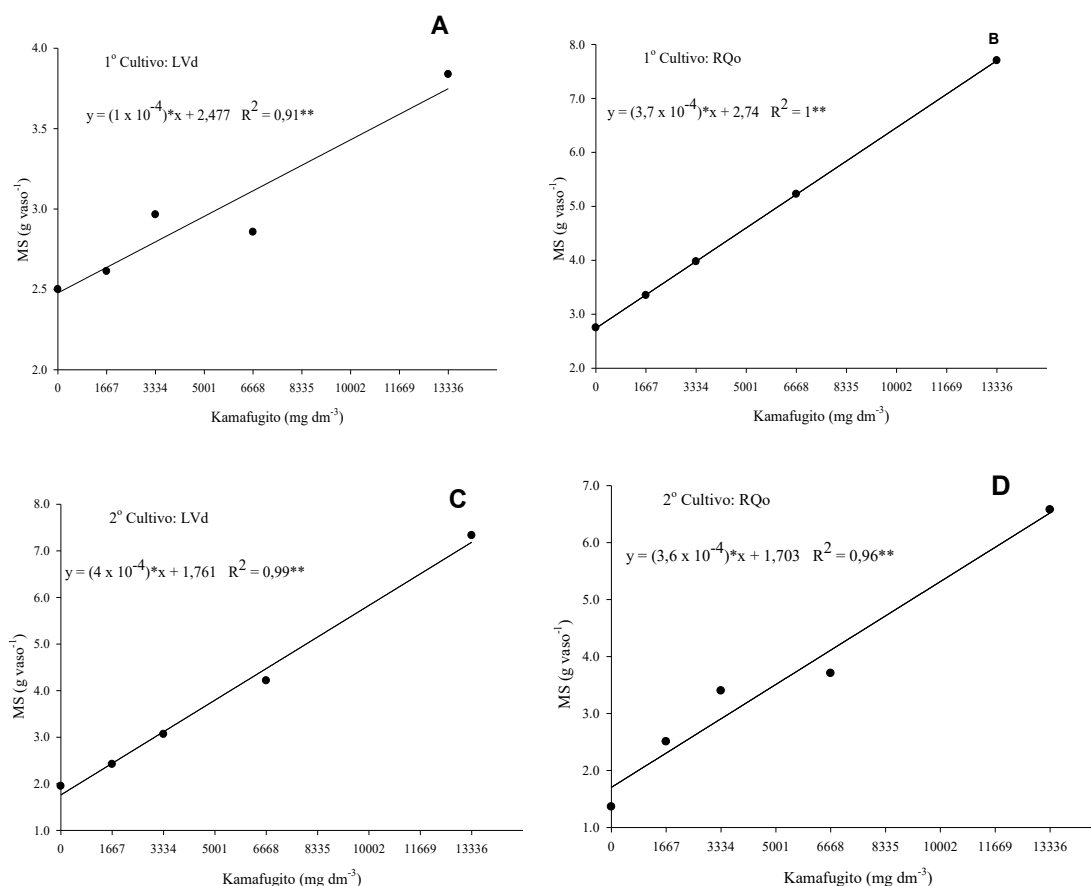 A
1º Cultivo: LVd
y = (1 x 10⁻⁴)*x + 2,477 R² = 0,91**
MS (g vaso⁻¹)
4.0
3.5
3.0
2.5
2.0
0 1667 3334 5001 6668 8335 10002 11669 13336
Kamafugito (mg dm⁻³)
B
1º Cultivo: RQo
y = (3,7 x 10⁻⁴)*x + 2,74 R² = 1**
MS (g vaso⁻¹)
8.0
7.0
6.0
5.0
4.0
3.0
2.0
0 1667 3334 5001 6668 8335 10002 11669 13336
Kamafugito (mg dm⁻³)
C
2º Cultivo: LVd
y = (4 x 10⁻⁴)*x + 1,761 R² = 0,99**
MS (g vaso⁻¹)
8.0
7.0
6.0
5.0
4.0
3.0
2.0
1.0
0 1667 3334 5001 6668 8335 10002 11669 13336
Kamafugito (mg dm⁻³)
D
2º Cultivo: RQo
y = (3,6 x 10⁻⁴)*x + 1,703 R² = 0,96**
MS (g vaso⁻¹)
7.0
6.0
5.0
4.0
3.0
2.0
1.0
0 1667 3334 5001 6668 8335 10002 11669 13336
Kamafugito (mg dm⁻³)